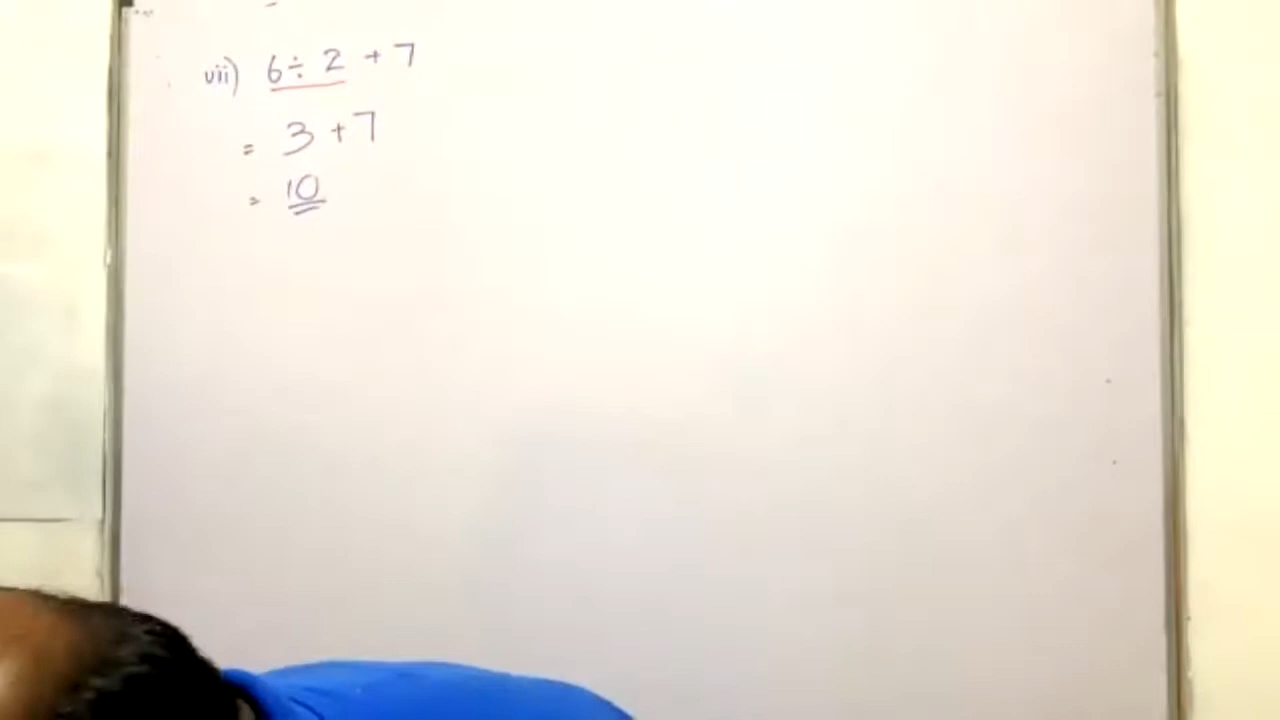 vii) 6 ÷ 2 + 7
= 3 + 7
= 10